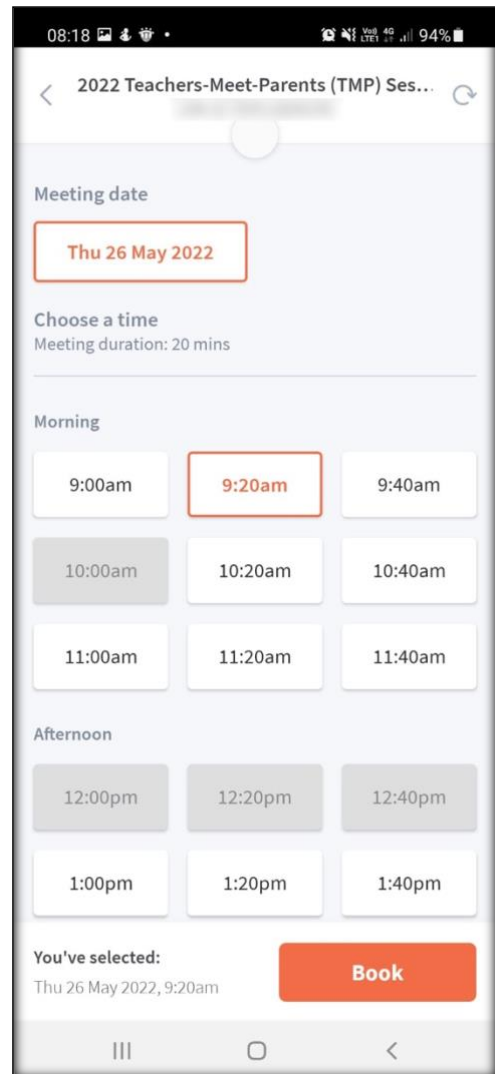 08:18 94%
2022 Teachers-Meet-Parents (TMP) Ses...
Meeting date
Thu 26 May 2022
Choose a time
Meeting duration: 20 mins
Morning
9:00am 9:20am 9:40am
10:00am 10:20am 10:40am
11:00am 11:20am 11:40am
Afternoon
12:00pm 12:20pm 12:40pm
1:00pm 1:20pm 1:40pm
You've selected:
Thu 26 May 2022, 9:20am
Book